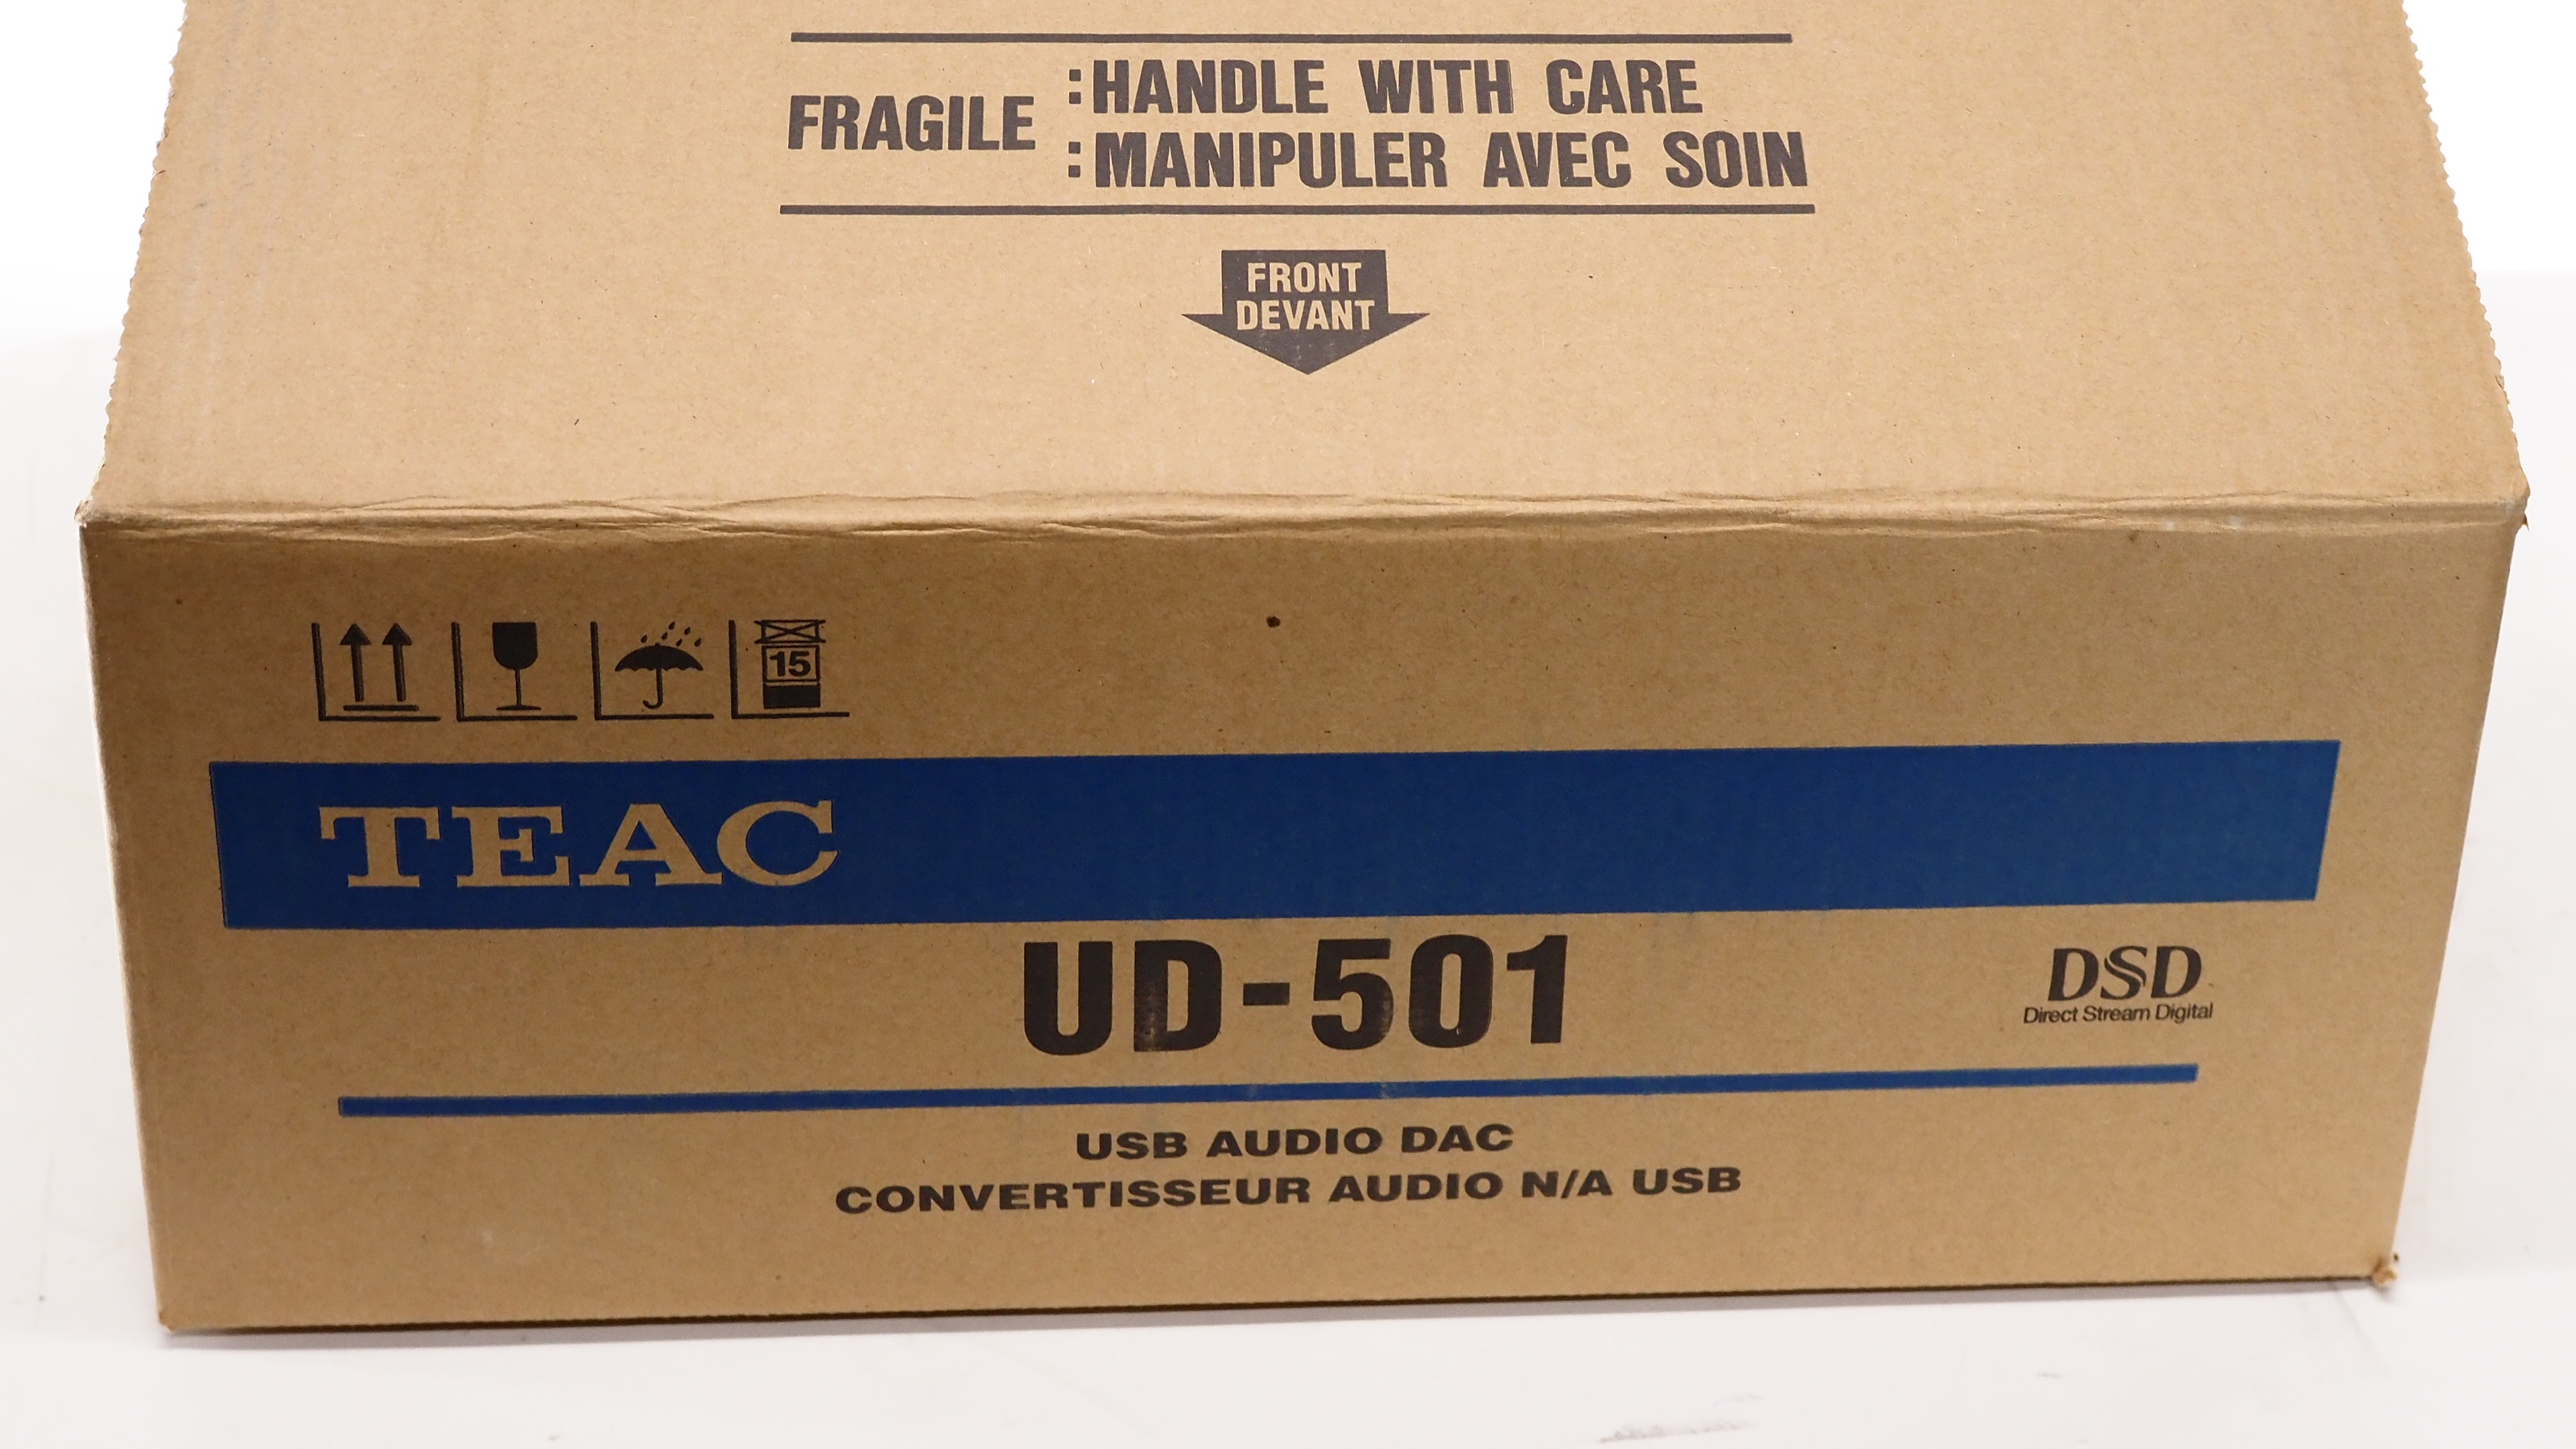 FRAGILE :HANDLE WITH CARE
:MANIPULER AVEC SOIN
FRONT
DEVANT
15
TEAC
UD-501
DSD
Direct Stream Digital
USB AUDIO DAC
CONVERTISSEUR AUDIO N/A USB